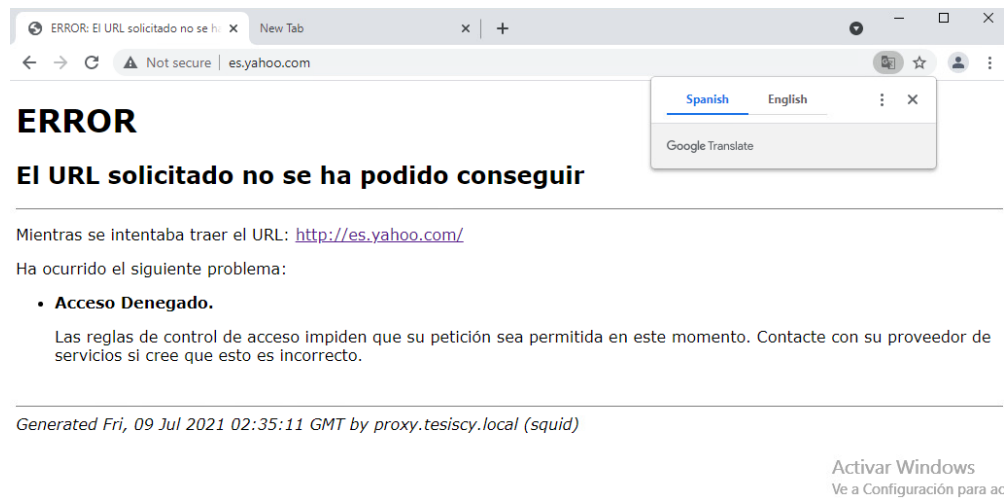 ERROR: El URL solicitado no se h
New Tab
Not secure | es.yahoo.com
Spanish English
Google Translate
ERROR
El URL solicitado no se ha podido conseguir
Mientras se intentaba traer el URL: http://es.yahoo.com/
Ha ocurrido el siguiente problema:
• Acceso Denegado.
Las reglas de control de acceso impiden que su petición sea permitida en este momento. Contacte con su proveedor de
servicios si cree que esto es incorrecto.
Generated Fri, 09 Jul 2021 02:35:11 GMT by proxy.tesiscy.local (squid)
Activar Windows
Ve a Configuración para ac